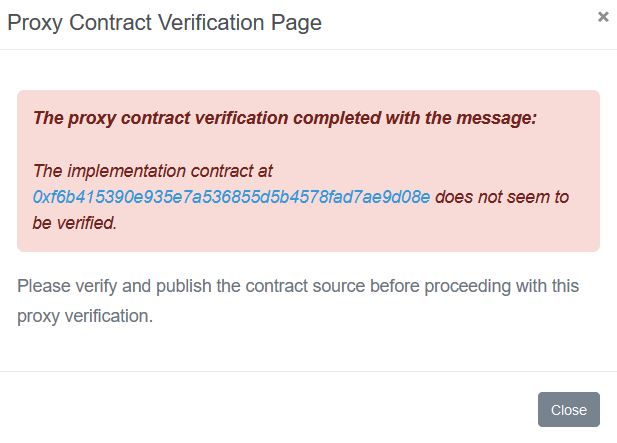 Proxy Contract Verification Page
×
The proxy contract verification completed with the message:
The implementation contract at
0xf6b415390e935e7a536855d5b4578fad7ae9d08e does not seem to
be verified.
Please verify and publish the contract source before proceeding with this
proxy verification.
Close